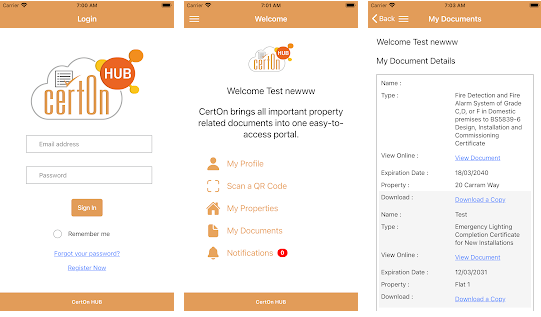 Carrier
7:00 AM
Login
HUB
certOn
Email address
Password
Sign In
Remember me
Forgot your password?
Register Now
CertOn HUB
Carrier
7:01 AM
Welcome
HUB
certOn
Welcome Test newww
CertOn brings all important property
related documents into one easy-to-
access portal.
My Profile
Scan a QR Code
My Properties
My Documents
Notifications 0
CertOn HUB
Carrier
7:03 AM
Back
My Documents
Welcome Test newww
My Document Details
Name :
Type : Fire Detection and Fire
Alarm System of Grade
C,D, or F in Domestic
premises to BS5839-6
Design, Installation and
Commissioning
Certificate
View Online : View Document
Expiration Date : 18/03/2040
Property : 20 Carram Way
Download : Download a Copy
Name : Test
Type : Emergency Lighting
Completion Certificate
for New Installations
View Online : View Document
Expiration Date : 12/03/2031
Property : Flat 1
Download : Download a Copy
CertOn HUB